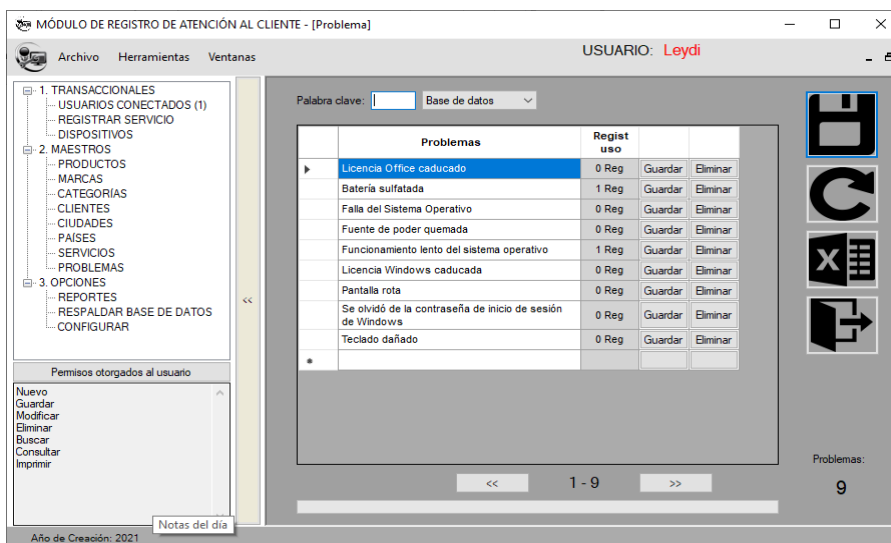 MÓDULO DE REGISTRO DE ATENCIÓN AL CLIENTE - [Problema]
Archivo Herramientas Ventanas
USUARIO: Leydi
1. TRANSACCIONALES
USUARIOS CONECTADOS (1)
REGISTRAR SERVICIO
DISPOSITIVOS
2. MAESTROS
PRODUCTOS
MARCAS
CATEGORÍAS
CLIENTES
CIUDADES
PAÍSES
SERVICIOS
PROBLEMAS
3. OPCIONES
REPORTES
RESPALDAR BASE DE DATOS
CONFIGURAR
Permisos otorgados al usuario
Nuevo
Guardar
Modificar
Eliminar
Buscar
Consultar
Imprimir
Notas del día
Año de Creación: 2021
<<
Palabra clave: Base de datos
Problemas Regist
uso
Licencia Office caducado 0 Reg Guardar Eliminar
Batería sulfatada 1 Reg Guardar Eliminar
Falla del Sistema Operativo 0 Reg Guardar Eliminar
Fuente de poder quemada 0 Reg Guardar Eliminar
Funcionamiento lento del sistema operativo 1 Reg Guardar Eliminar
Licencia Windows caducada 0 Reg Guardar Eliminar
Pantalla rota 0 Reg Guardar Eliminar
Se olvidó de la contraseña de inicio de sesión
de Windows 0 Reg Guardar Eliminar
Teclado dañado 0 Reg Guardar Eliminar
<< 1 - 9 >>
X
Problemas:
9